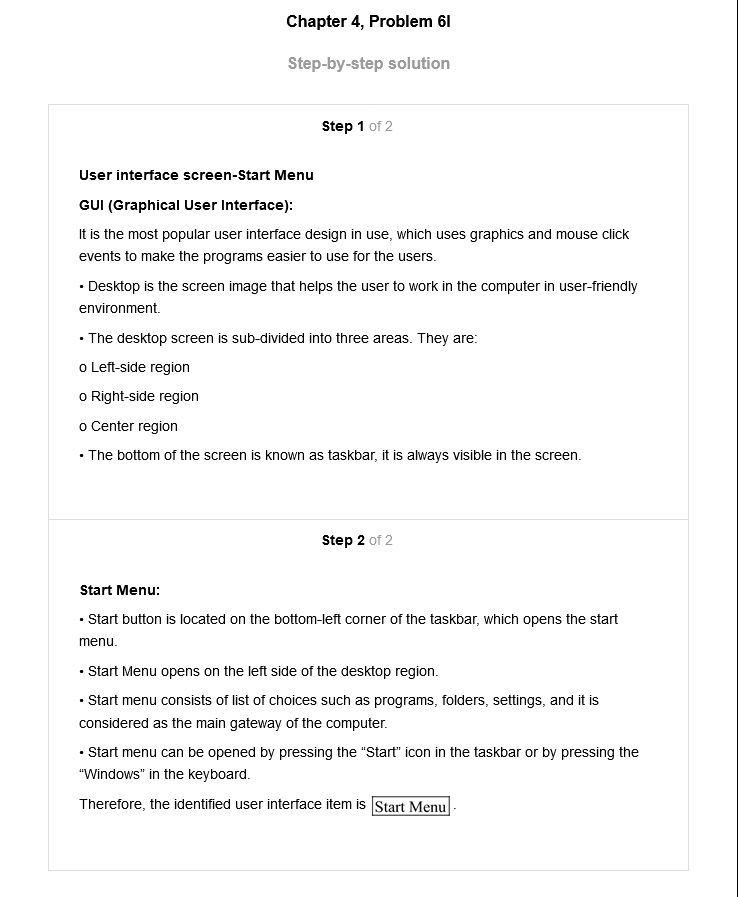 Chapter 4, Problem 6I
Step-by-step solution
Step 1 of 2
User interface screen-Start Menu
GUI (Graphical User Interface):
It is the most popular user interface design in use, which uses graphics and mouse click
events to make the programs easier to use for the users.
• Desktop is the screen image that helps the user to work in the computer in user-friendly
environment.
• The desktop screen is sub-divided into three areas. They are:
o Left-side region
o Right-side region
o Center region
• The bottom of the screen is known as taskbar, it is always visible in the screen.
Step 2 of 2
Start Menu:
• Start button is located on the bottom-left corner of the taskbar, which opens the start
menu.
• Start Menu opens on the left side of the desktop region.
• Start menu consists of list of choices such as programs, folders, settings, and it is
considered as the main gateway of the computer.
• Start menu can be opened by pressing the “Start” icon in the taskbar or by pressing the
“Windows” in the keyboard.
Therefore, the identified user interface item is Start Menu.